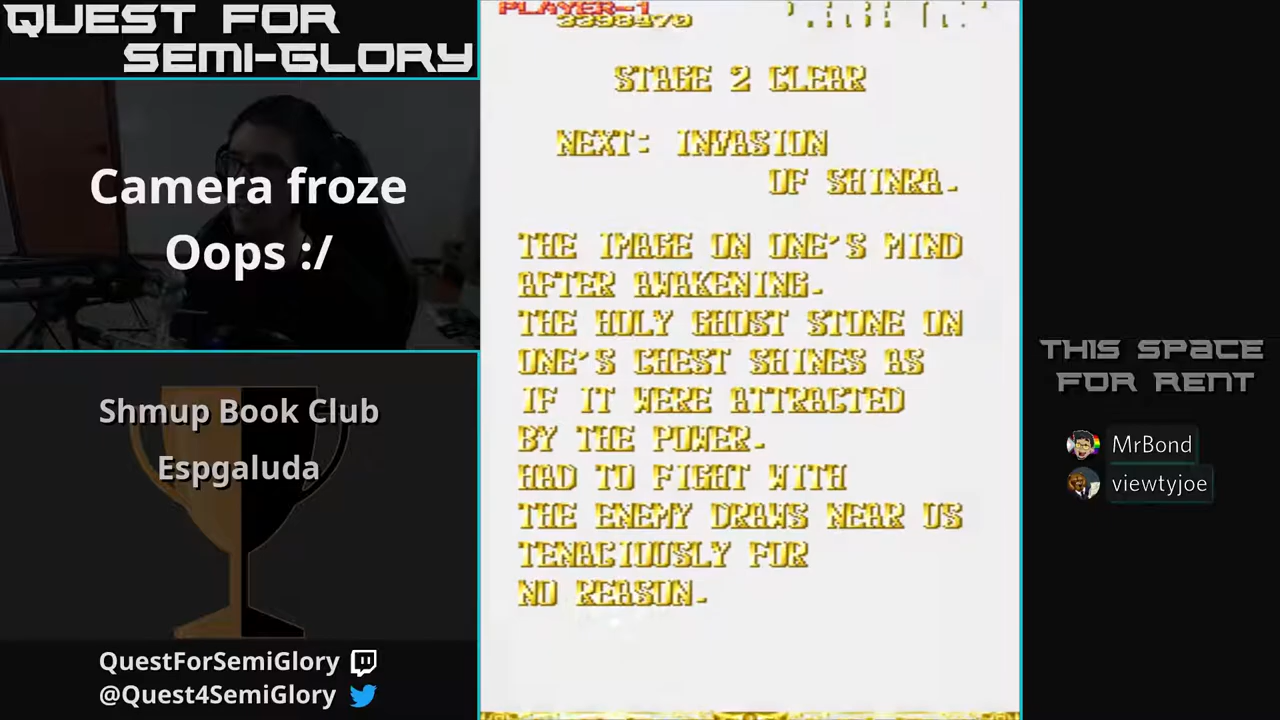 QUEST FOR
SEMI-GLORY
Camera froze
Oops :/
Shmup Book Club
Espgaluda
QuestForSemiGlory
@Quest4SemiGlory
PLAYER-1
3398470
STAGE 2 CLEAR
NEXT: INVASION
OF SHINRA.
THE IMAGE ON ONE'S MIND
AFTER AWAKENING.
THE HOLY GHOST STONE ON
ONE'S CHEST SHINES AS
IF IT WERE ATTRACTED
BY THE POWER.
HAD TO FIGHT WITH
THE ENEMY DRAWS NEAR US
TENACIOUSLY FOR
NO REASON.
THIS SPACE
FOR RENT
MrBond
viewtyjoe